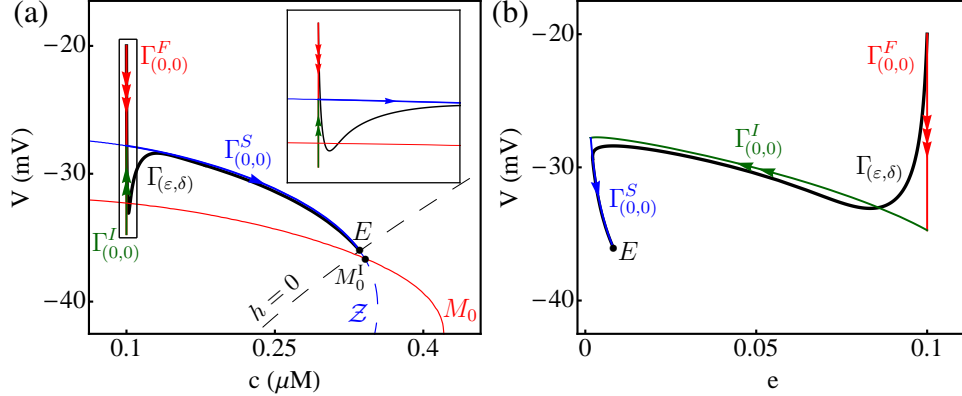 (a)
V (mV)
−20
−30
−40
0.1
0.25
0.4
c (μM)
Γ^F_(0,0)
Γ^S_(0,0)
Γ_(ε,δ)
Γ^I_(0,0)
E
M_0^I
h = 0
𝒵
M_0
(b)
V (mV)
−20
−30
−40
0
0.05
0.1
e
Γ^F_(0,0)
Γ^I_(0,0)
Γ_(ε,δ)
Γ^S_(0,0)
E